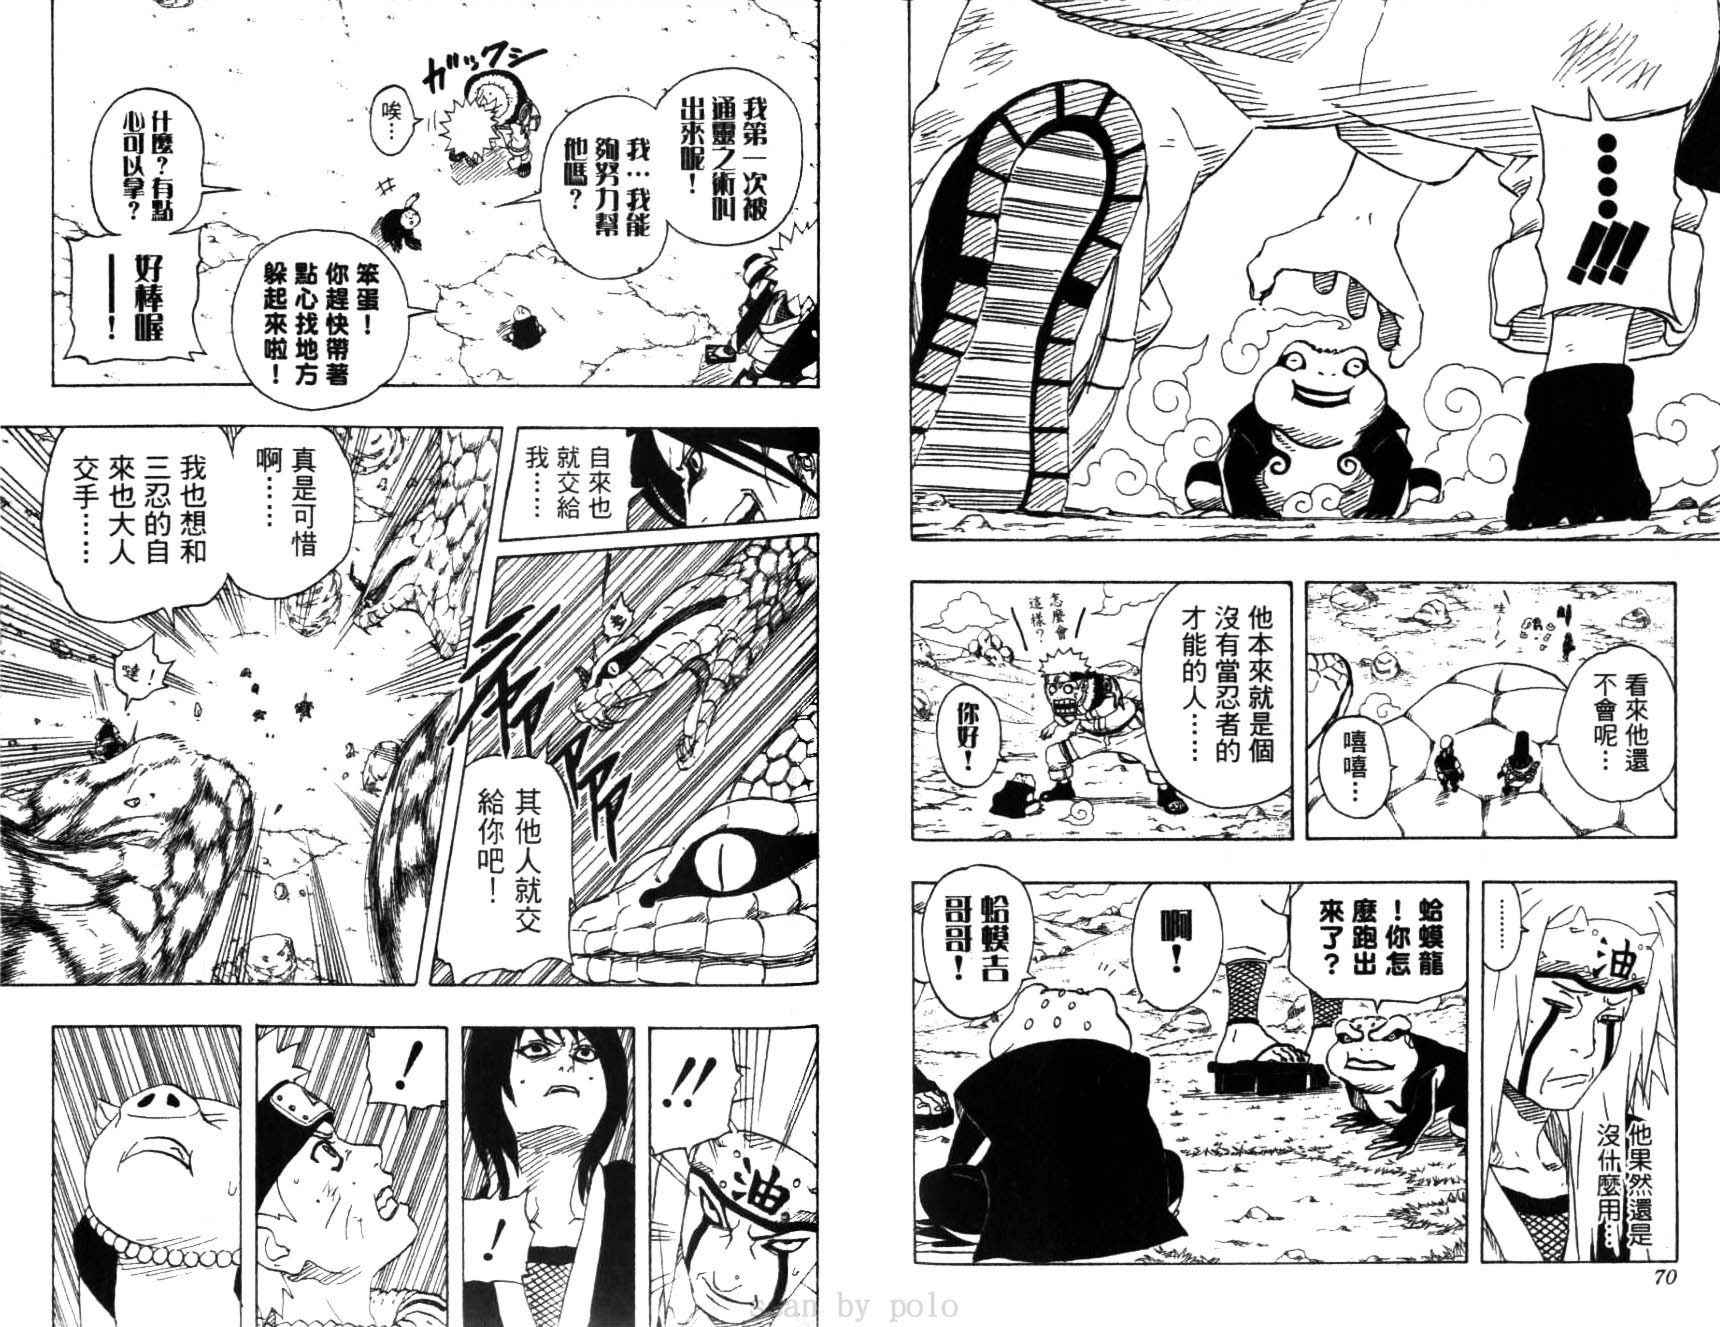 ………!!!
看來他還
不會呢…
嘻嘻…
哇～～
他本來就是個
沒有當忍者的
才能的人……
怎麼會
這樣？
你好！
………
油
他果然還是
沒什麼用…
蛤蟆龍
！你怎
麼跑出
來了？
啊！
蛤蟆吉
哥哥！
70
我第一次被
通靈之術叫
出來呢！
我…我能
夠努力幫
他嗎？
ガックシ
唉…
笨蛋！
你趕快帶著
點心找地方
躲起來啦！
什麼？有點
心可以拿？
好棒喔
——！
自來也
就交給
我……
其他人就交
給你吧！
真是可惜
啊……
我也想和
三忍的自
來也大人
交手……
噠！
!!
油
！
！
scan by polo